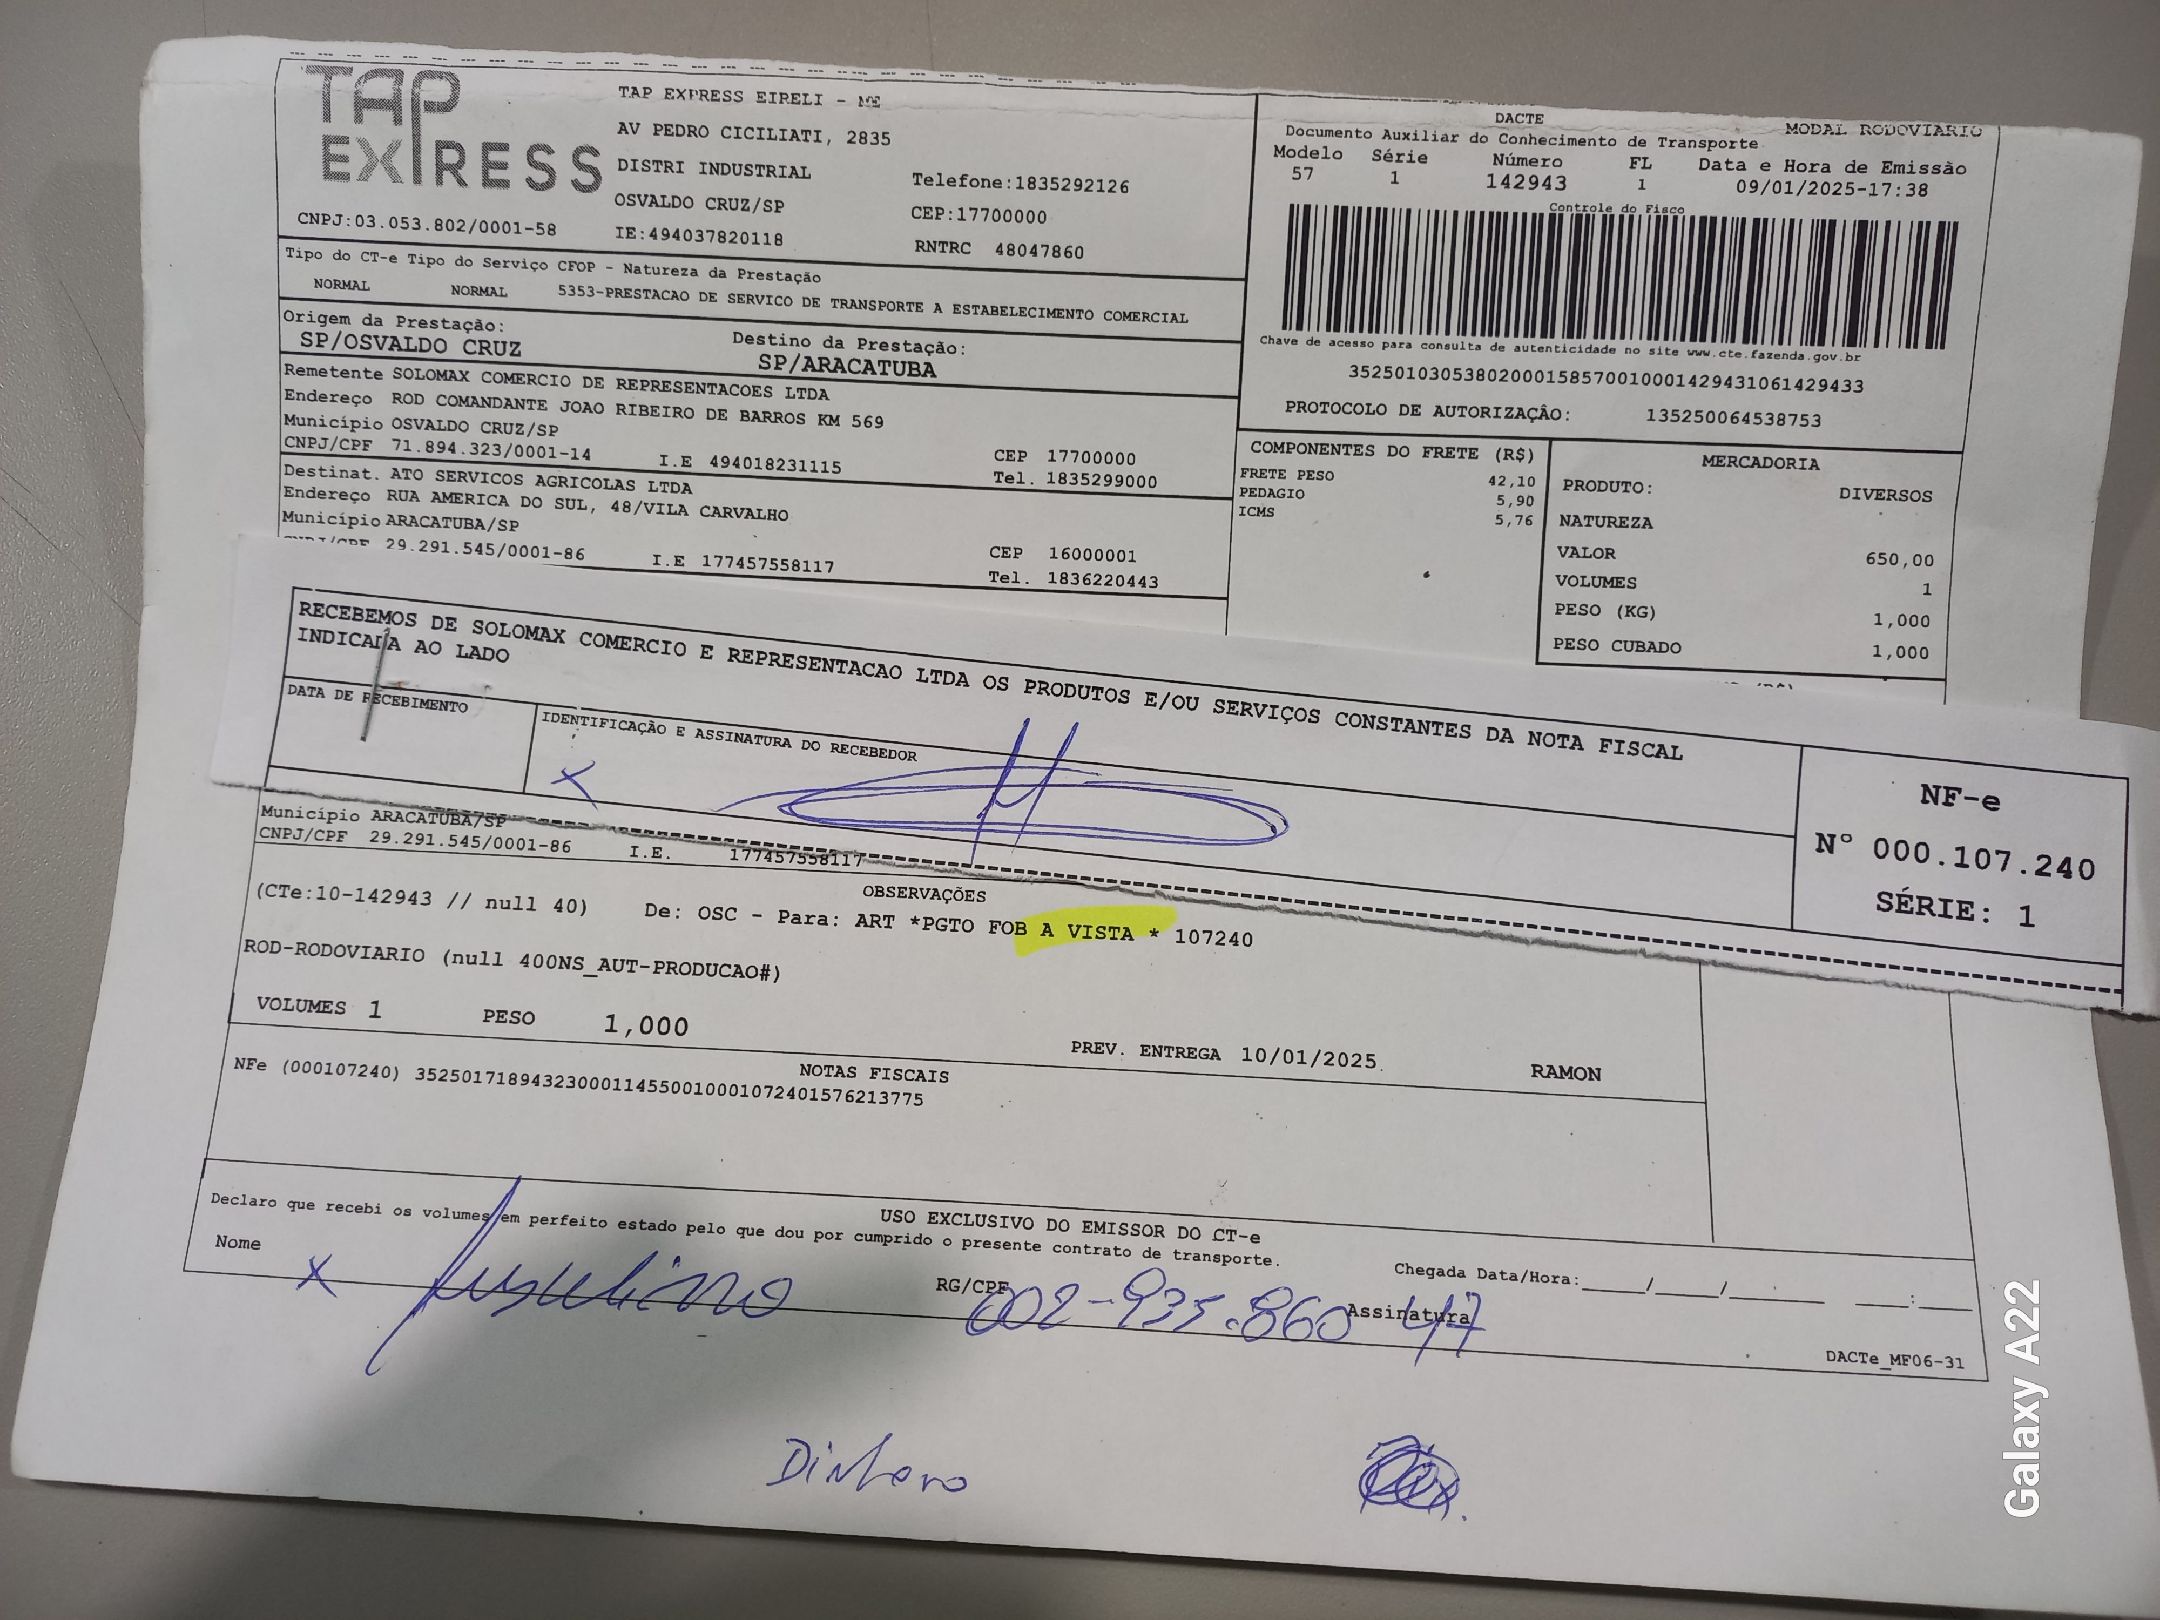 TAP EXPRESS
TAP EXPRESS EIRELI - ME
AV PEDRO CICILIATI, 2835
DISTRI INDUSTRIAL
Telefone:1835292126
OSVALDO CRUZ/SP
CEP:17700000
CNPJ:03.053.802/0001-58
IE:494037820118
RNTRC 48047860
DACTE
MODAL RODOVIARIO
Documento Auxiliar do Conhecimento de Transporte
Modelo Série Número FL Data e Hora de Emissão
57 1 142943 1 09/01/2025-17:38
Controle do Fisco
Chave de acesso para consulta de autenticidade no site www.cte.fazenda.gov.br
35250103053802000158570010001429431061429433
PROTOCOLO DE AUTORIZAÇÃO: 135250064538753
Tipo do CT-e Tipo do Serviço CFOP - Natureza da Prestação
NORMAL NORMAL 5353-PRESTACAO DE SERVICO DE TRANSPORTE A ESTABELECIMENTO COMERCIAL
Origem da Prestação:
SP/OSVALDO CRUZ
Destino da Prestação:
SP/ARACATUBA
Remetente SOLOMAX COMERCIO DE REPRESENTACOES LTDA
Endereço ROD COMANDANTE JOAO RIBEIRO DE BARROS KM 569
Município OSVALDO CRUZ/SP
CEP 17700000
CNPJ/CPF 71.894.323/0001-14 I.E 494018231115 Tel. 1835299000
Destinat. ATO SERVICOS AGRICOLAS LTDA
Endereço RUA AMERICA DO SUL, 48/VILA CARVALHO
Município ARACATUBA/SP
CEP 16000001
CNPJ/CPF 29.291.545/0001-86 I.E 177457558117 Tel. 1836220443
COMPONENTES DO FRETE (R$)
FRETE PESO 42,10
PEDAGIO 5,90
ICMS 5,76
MERCADORIA
PRODUTO: DIVERSOS
NATUREZA
VALOR 650,00
VOLUMES 1
PESO (KG) 1,000
PESO CUBADO 1,000
RECEBEMOS DE SOLOMAX COMERCIO E REPRESENTACAO LTDA OS PRODUTOS E/OU SERVIÇOS CONSTANTES DA NOTA FISCAL
INDICADA AO LADO
DATA DE RECEBIMENTO
IDENTIFICAÇÃO E ASSINATURA DO RECEBEDOR
X
NF-e
Nº 000.107.240
SÉRIE: 1
Município ARACATUBA/SP
CNPJ/CPF 29.291.545/0001-86 I.E. 177457558117
OBSERVAÇÕES
(CTe:10-142943 // null 40) De: OSC - Para: ART *PGTO FOB A VISTA * 107240
ROD-RODOVIARIO (null 400NS_AUT-PRODUCAO#)
VOLUMES 1 PESO 1,000
PREV. ENTREGA 10/01/2025 RAMON
NOTAS FISCAIS
NFe (000107240) 35250171894323000114550010001072401576213775
USO EXCLUSIVO DO EMISSOR DO CT-e
Declaro que recebi os volumes em perfeito estado pelo que dou por cumprido o presente contrato de transporte.
Chegada Data/Hora:____/____/____ ___:___
Nome X RG/CPF 002-935.860 Assinatura 47
DACTe_MF06-31
Dinheiro
Galaxy A22